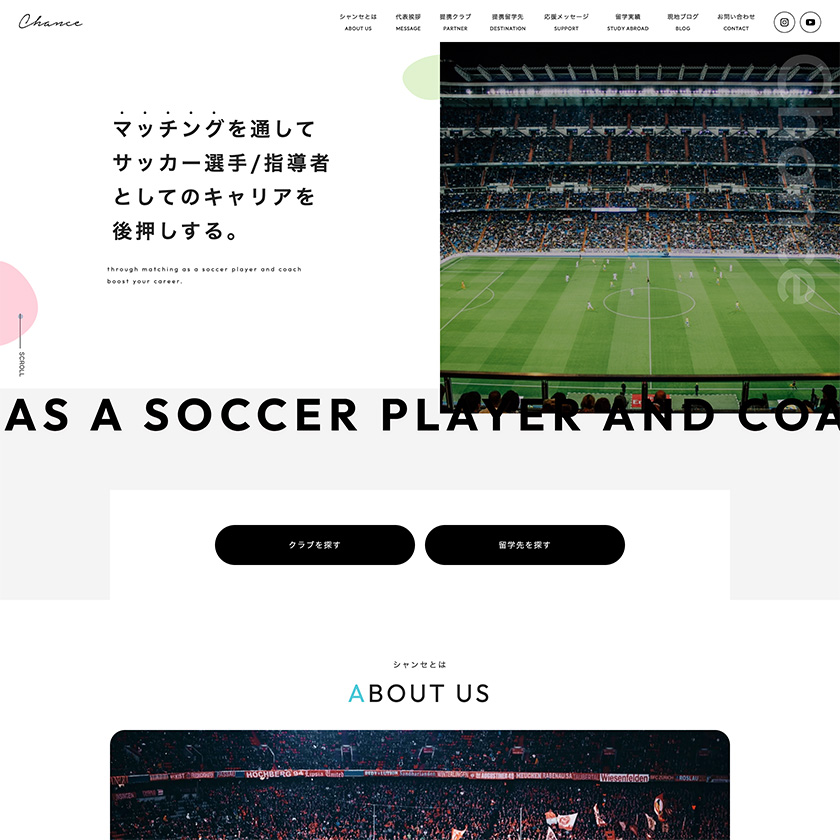 Chance
シャンセとは
ABOUT US
代表挨拶
MESSAGE
提携クラブ
PARTNER
提携留学先
DESTINATION
応援メッセージ
SUPPORT
留学実績
STUDY ABROAD
現地ブログ
BLOG
お問い合わせ
CONTACT
chance
マッチングを通して
サッカー選手/指導者
としてのキャリアを
後押しする。
through matching as a soccer player and coach
boost your career.
SCROLL
AS A SOCCER PLAYER AND COA
クラブを探す
留学先を探す
シャンセとは
ABOUT US
HÖCHBERG 94
Wiesenfelden